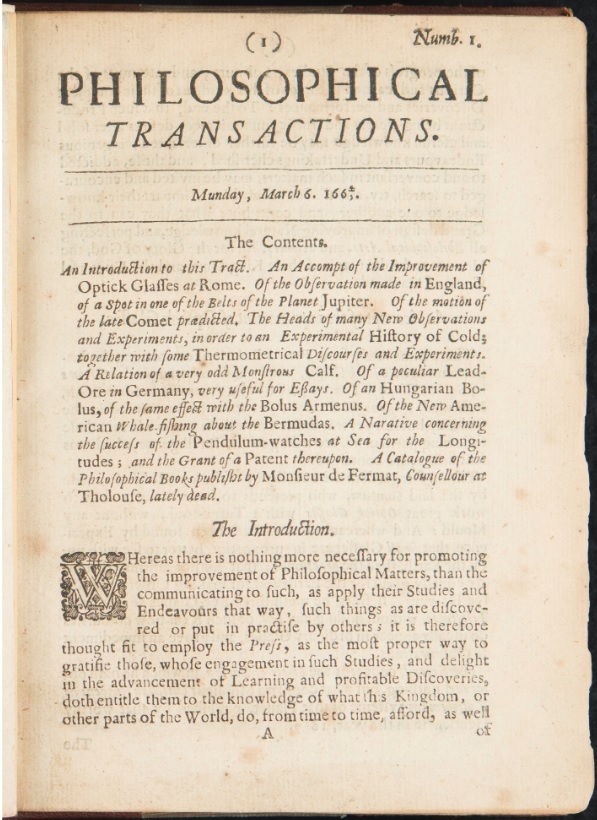 (1)
Numb. 1.
PHILOSOPHICAL
TRANSACTIONS.
Munday, March 6. 166⅘.
The Contents.
An Introduction to this Tract. An Accompt of the Improvement of
Optick Glasses at Rome. Of the Observation made in England,
of a Spot in one of the Belts of the Planet Jupiter. Of the motion of
the late Comet prædicted. The Heads of many New Observations
and Experiments, in order to an Experimental History of Cold;
together with some Thermometrical Discourses and Experiments.
A Relation of a very odd Monstrous Calf. Of a peculiar Lead-
Ore in Germany, very useful for Essays. Of an Hungarian Bo-
lus, of the same effect with the Bolus Armenus. Of the New Ame-
rican Whale-fishing about the Bermudas. A Narative concerning
the success of the Pendulum-watches at Sea for the Longi-
tudes; and the Grant of a Patent thereupon. A Catalogue of the
Philosophical Books publisht by Monsieur de Fermat, Counsellour at
Tholouse, lately dead.
The Introduction.
WHereas there is nothing more necessary for promoting
the improvement of Philosophical Matters, than the
communicating to such, as apply their Studies and
Endeavours that way, such things as are discove-
red or put in practise by others; it is therefore
thought fit to employ the Press, as the most proper way to
gratifie those, whose engagement in such Studies, and delight
in the advancement of Learning and profitable Discoveries,
doth entitle them to the knowledge of what this Kingdom, or
other parts of the World, do, from time to time, afford, as well
A
of